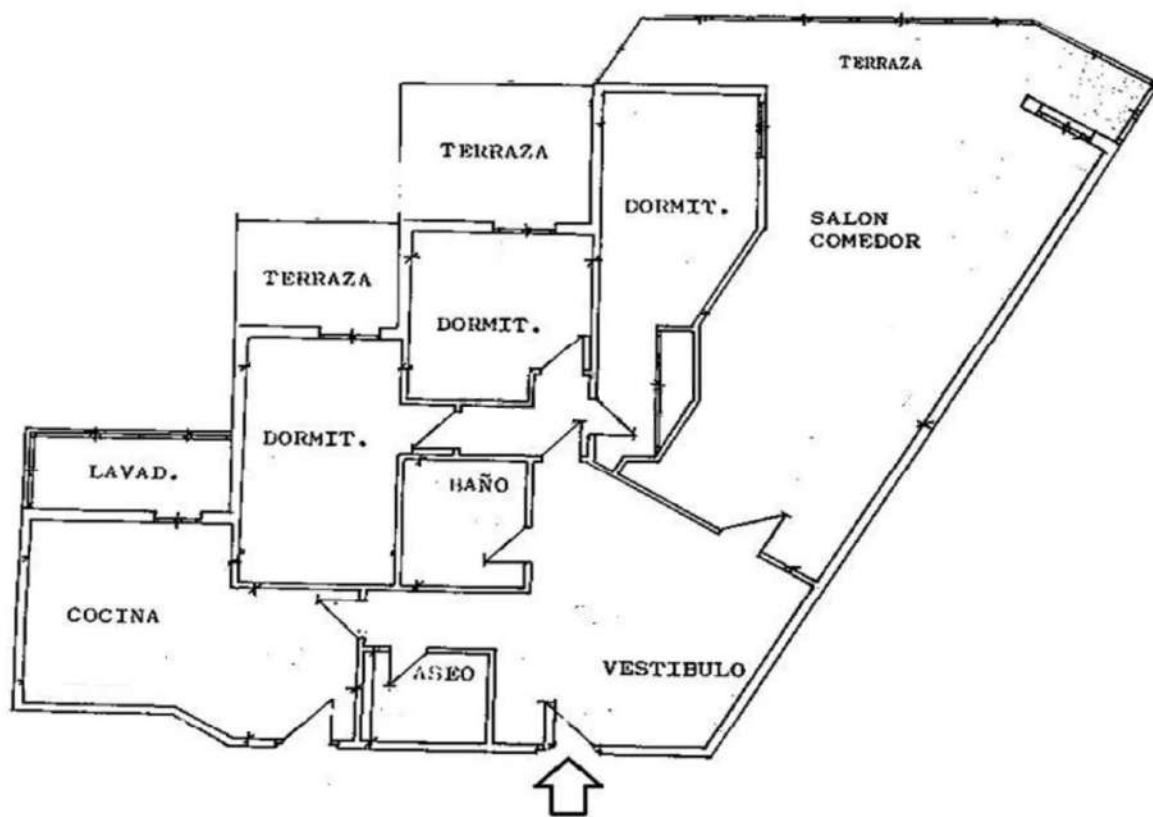 TERRAZA
TERRAZA
DORMIT.
SALON
COMEDOR
TERRAZA
DORMIT.
DORMIT.
LAVAD.
BAÑO
COCINA
ASEO
VESTIBULO